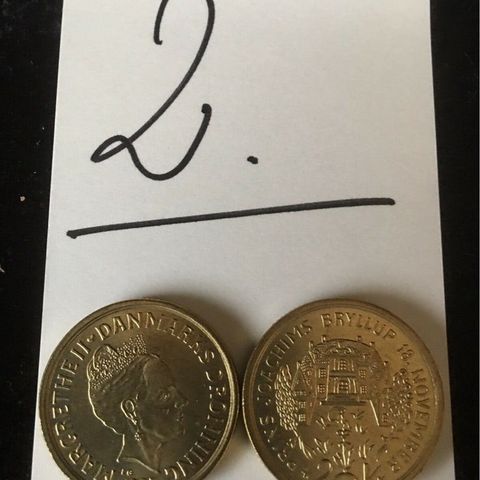 2.
MARGRETHE II · DANMARKS DRONNING
PRINS JOACHIMS BRYLLUP 18 NOVEMBER